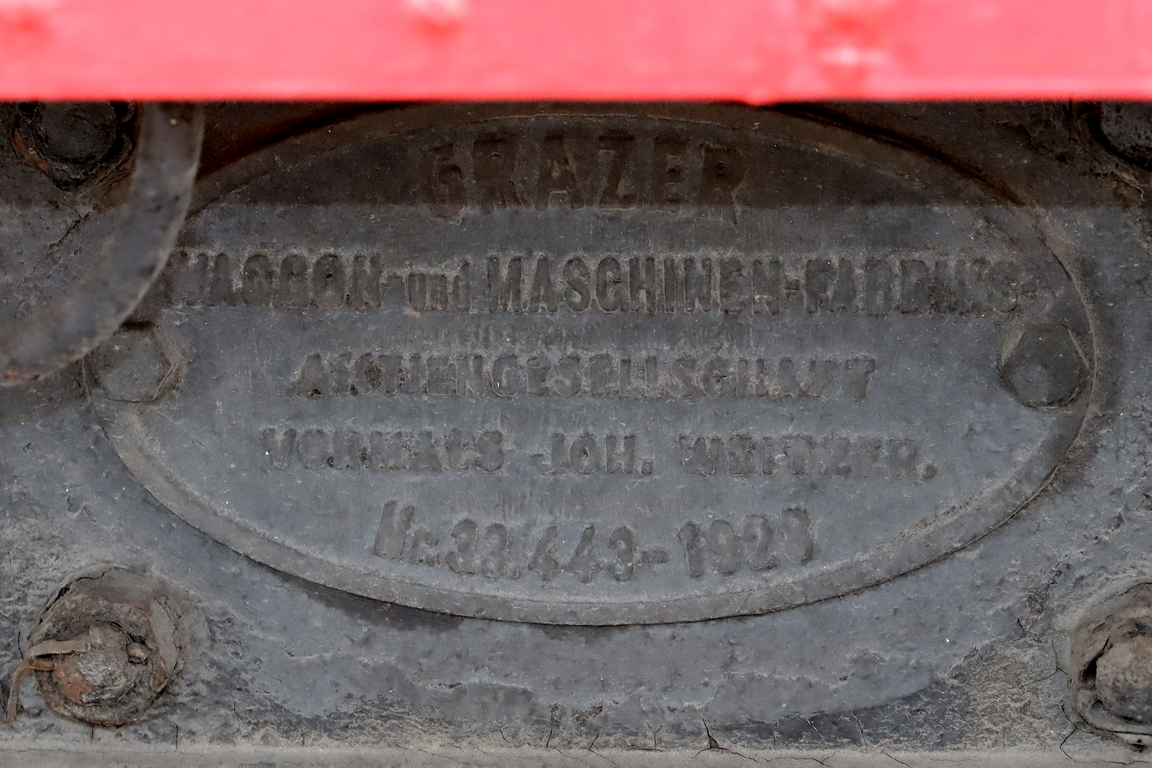 GRAZER
WAGGON- und MASCHINEN-FABRIKS-
AKTIENGESELLSCHAFT
VORMALS JOH. WEITZER.
Nr. 33.443-1923